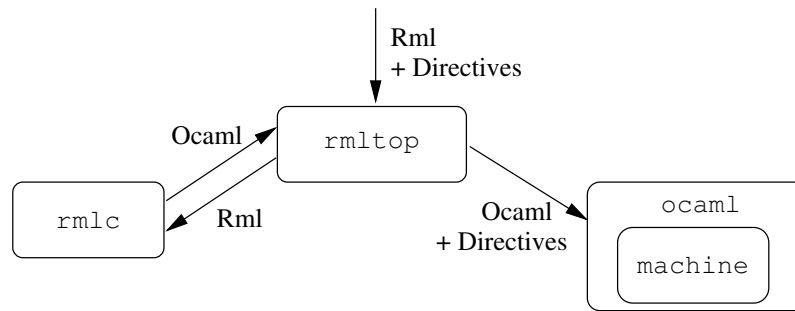 Rml
+ Directives
Ocaml
rmltop
rmlc
Rml
Ocaml
+ Directives
ocaml
machine